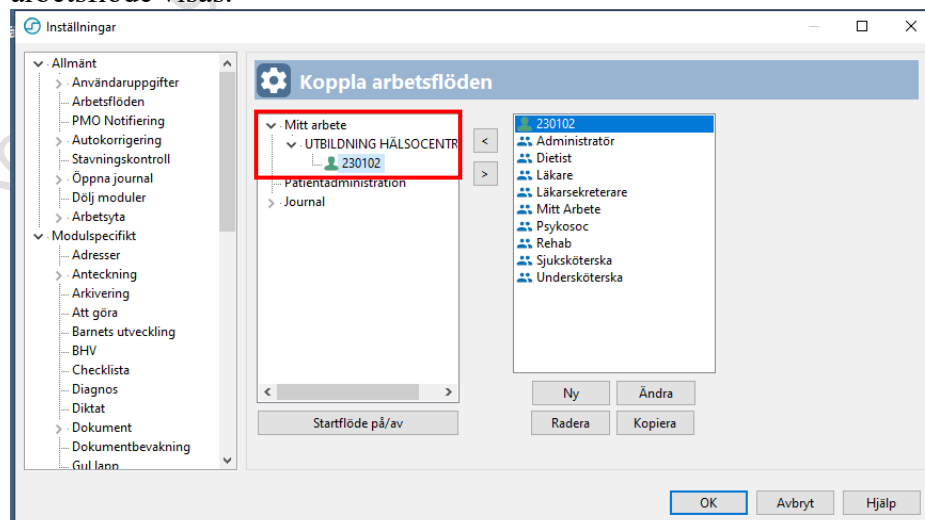 arbetsflöde visas.
Inställningar
Allmänt
Användaruppgifter
Arbetsflöden
PMO Notifiering
Autokorrigering
Stavningskontroll
Öppna journal
Dölj moduler
Arbetsyta
Modulspecifikt
Adresser
Anteckning
Arkivering
Att göra
Barnets utveckling
BHV
Checklista
Diagnos
Diktat
Dokument
Dokumentbevakning
Gul lapp
Koppla arbetsflöden
Mitt arbete
UTBILDNING HÄLSOCENTR
230102
Patientadministration
Journal
Startflöde på/av
<
>
230102
Administratör
Dietist
Läkare
Läkarsekreterare
Mitt Arbete
Psykosoc
Rehab
Sjuksköterska
Undersköterska
Ny Ändra
Radera Kopiera
OK Avbryt Hjälp